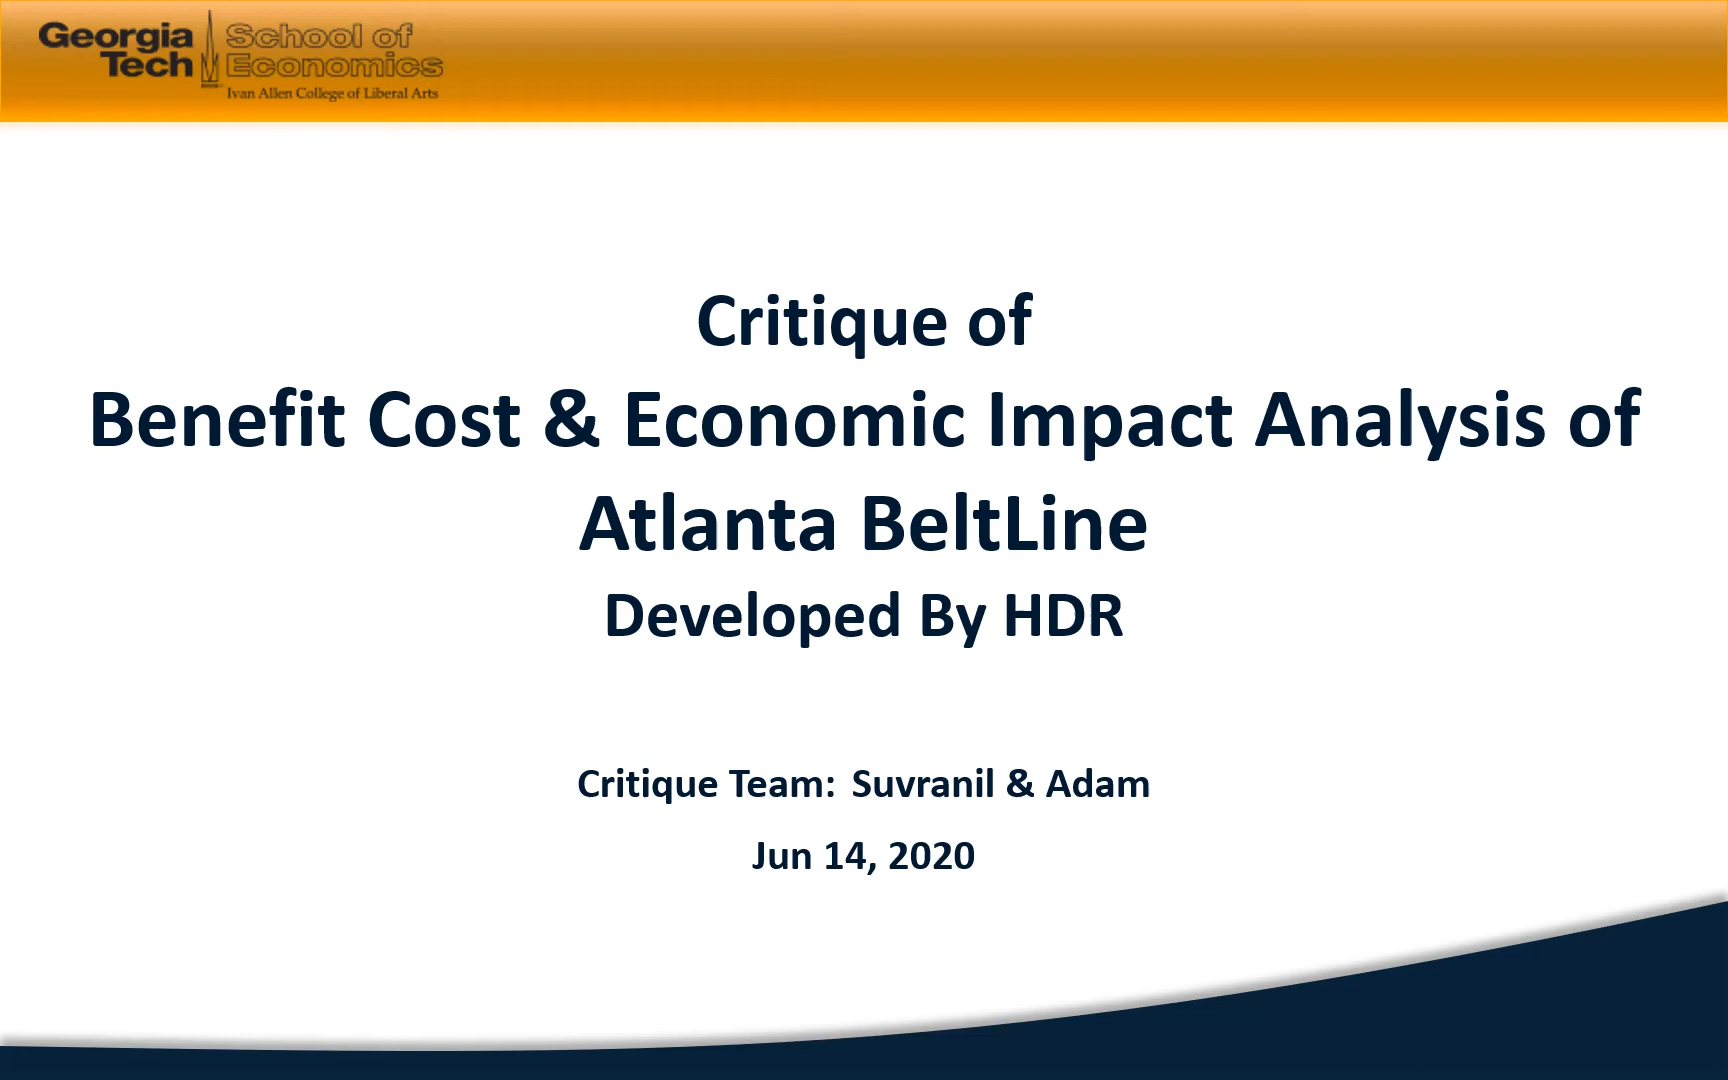 Georgia Tech
School of Economics
Ivan Allen College of Liberal Arts
Critique of
Benefit Cost & Economic Impact Analysis of
Atlanta BeltLine
Developed By HDR
Critique Team: Suvranil & Adam
Jun 14, 2020